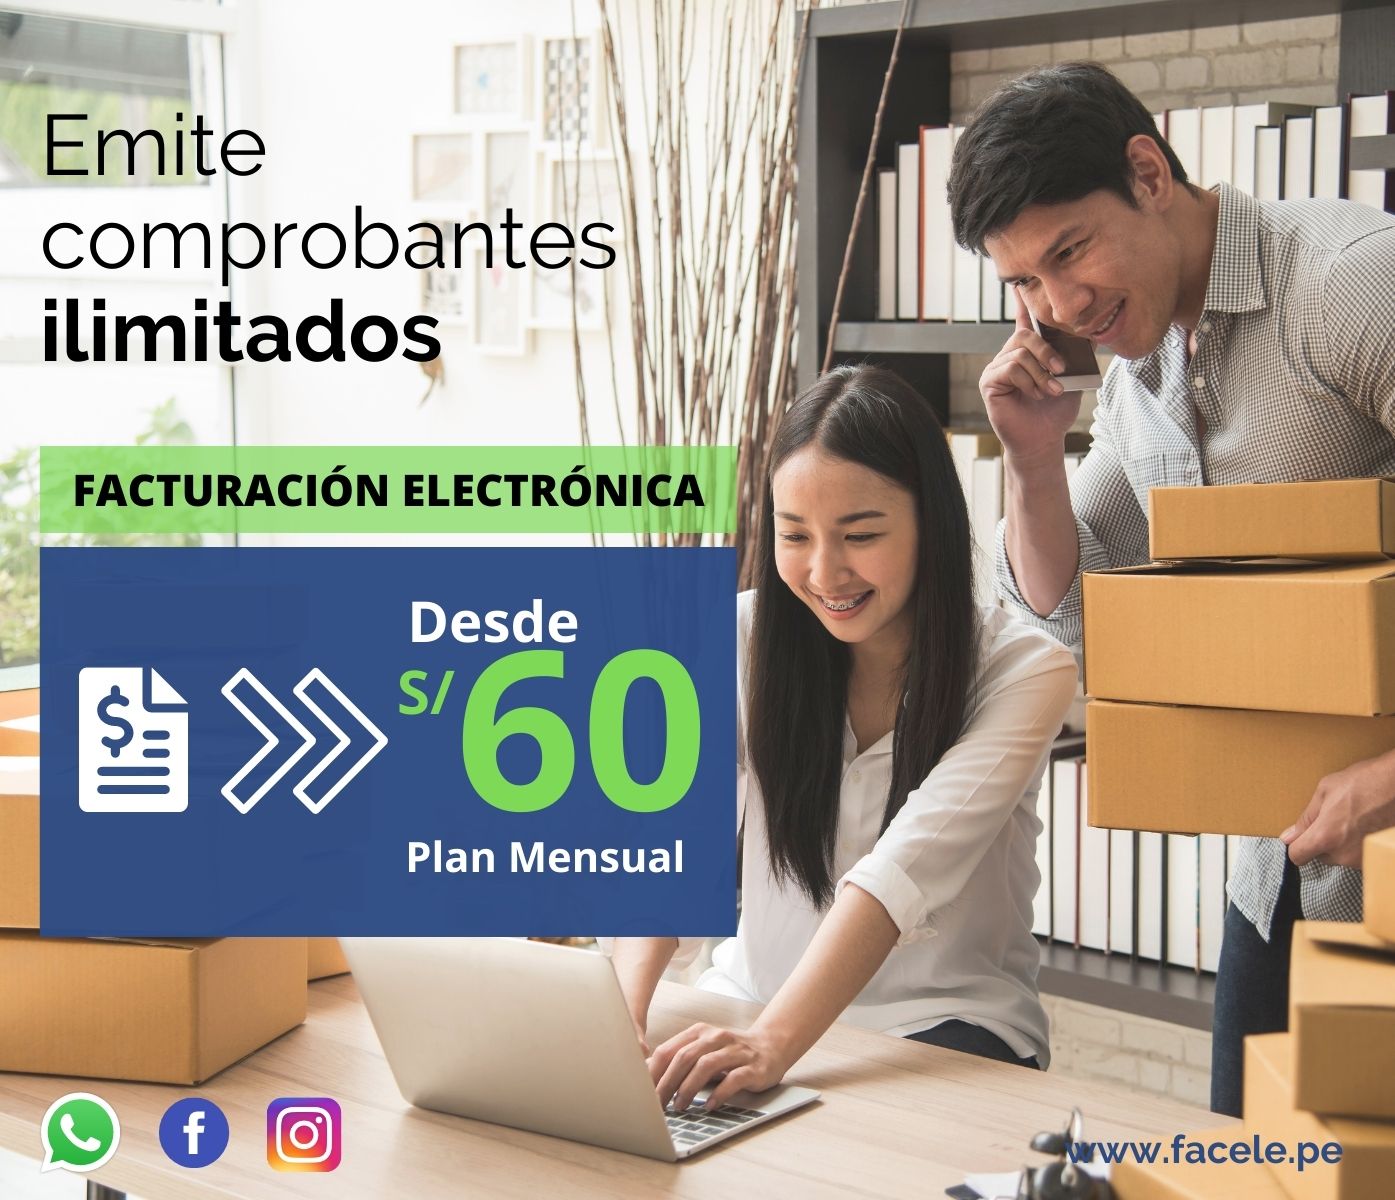 Emite
comprobantes
ilimitados
FACTURACIÓN ELECTRÓNICA
Desde
S/60
Plan Mensual
www.facele.pe